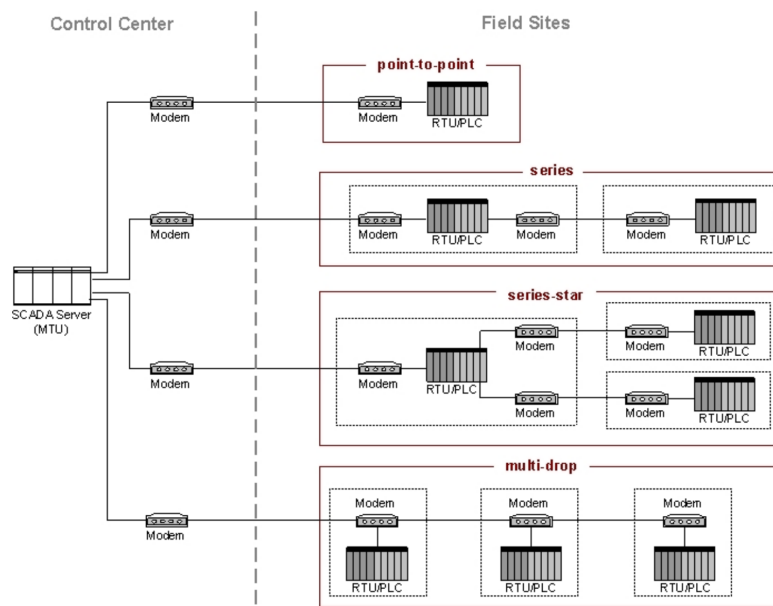 Control Center
Field Sites
point-to-point
Modem
Modem
RTU/PLC
series
Modem
Modem
RTU/PLC
Modem
Modem
RTU/PLC
SCADA Server
(MTU)
series-star
Modem
Modem
RTU/PLC
Modem
Modem
RTU/PLC
Modem
Modem
RTU/PLC
multi-drop
Modem
Modem
Modem
Modem
RTU/PLC
RTU/PLC
RTU/PLC